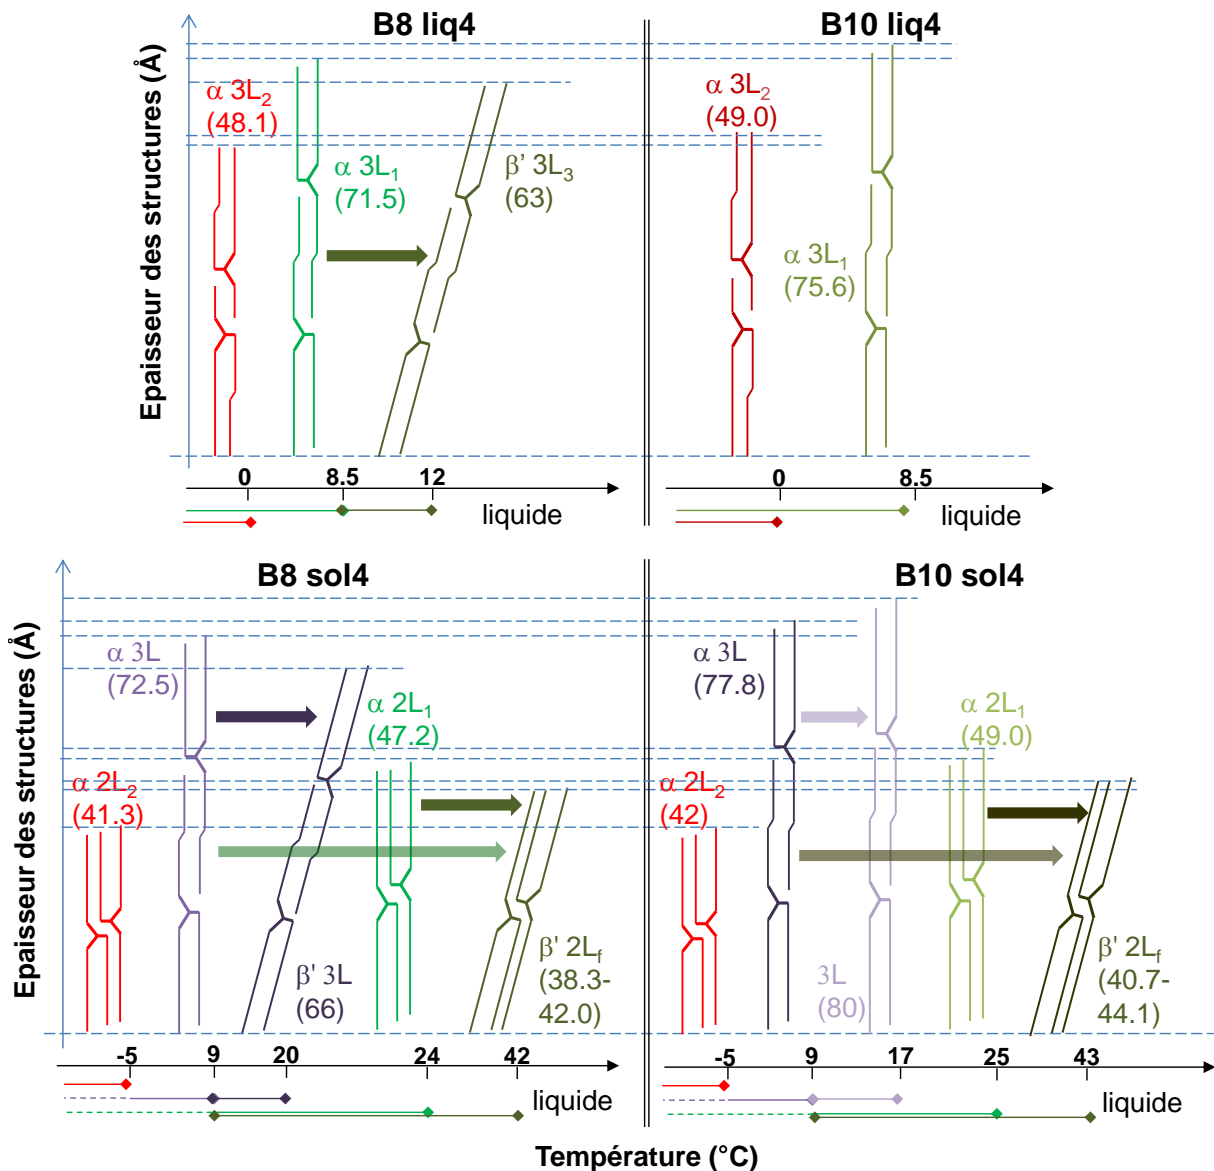 B8 liq4
B10 liq4
Epaisseur des structures (Å)
α 3L2
(48.1)
α 3L1
(71.5)
β' 3L3
(63)
α 3L2
(49.0)
α 3L1
(75.6)
0 8.5 12
liquide
0 8.5
liquide
B8 sol4
B10 sol4
Epaisseur des structures (Å)
α 3L
(72.5)
α 2L1
(47.2)
α 2L2
(41.3)
β' 3L
(66)
β' 2Lf
(38.3-
42.0)
α 3L
(77.8)
α 2L1
(49.0)
α 2L2
(42)
3L
(80)
β' 2Lf
(40.7-
44.1)
-5 9 20 24 42
liquide
-5 9 17 25 43
liquide
Température (°C)